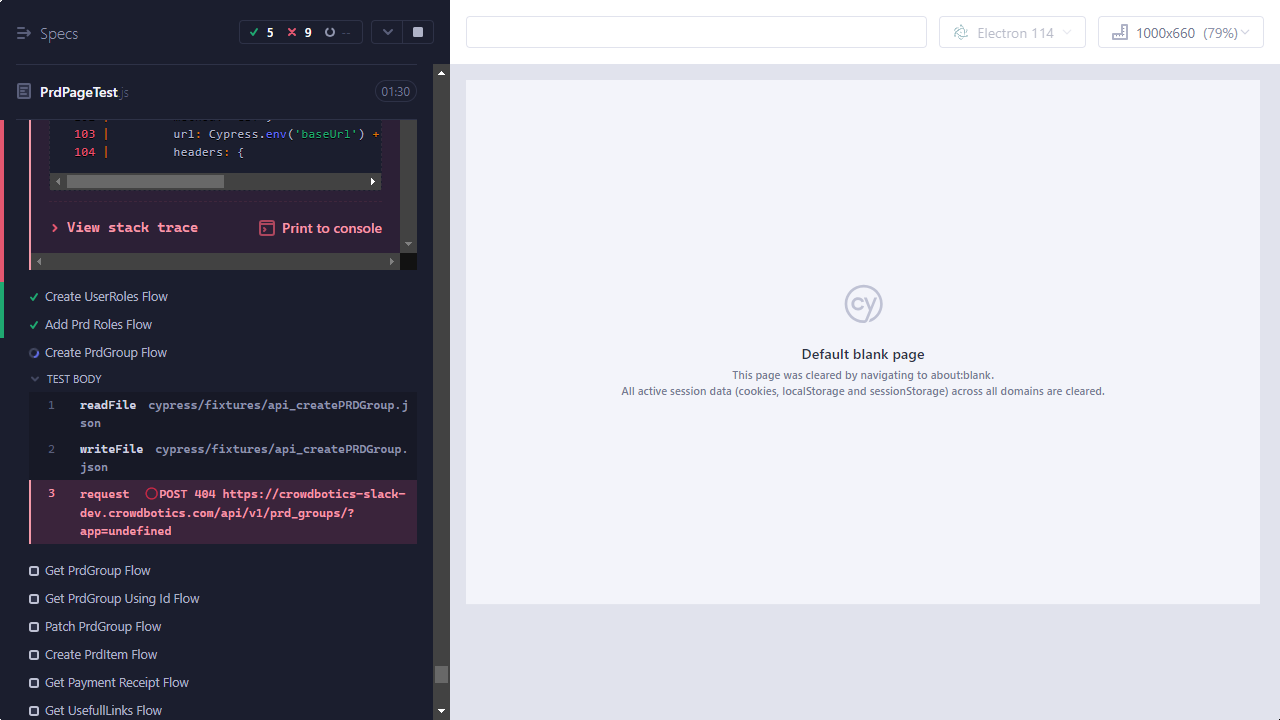 Specs
5
9
--
Electron 114
1000x660 (79%)
PrdPageTest.js
01:30
103 | url: Cypress.env('baseUrl') +
104 | headers: {
View stack trace
Print to console
Create UserRoles Flow
Add Prd Roles Flow
Create PrdGroup Flow
TEST BODY
1 readFile cypress/fixtures/api_createPRDGroup.j
son
2 writeFile cypress/fixtures/api_createPRDGroup.
json
3 request POST 404 https://crowdbotics-slack-
dev.crowdbotics.com/api/v1/prd_groups/?
app=undefined
Get PrdGroup Flow
Get PrdGroup Using Id Flow
Patch PrdGroup Flow
Create PrdItem Flow
Get Payment Receipt Flow
Get UsefullLinks Flow
cy
Default blank page
This page was cleared by navigating to about:blank.
All active session data (cookies, localStorage and sessionStorage) across all domains are cleared.